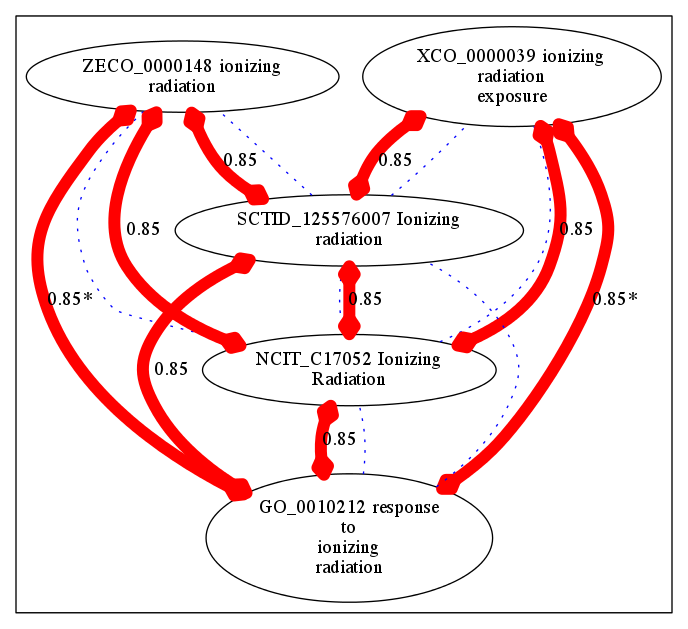 ZECO_0000148 ionizing
radiation
XCO_0000039 ionizing
radiation
exposure
0.85
0.85
SCTID_125576007 Ionizing
radiation
0.85
0.85
0.85*
0.85
0.85*
NCIT_C17052 Ionizing
Radiation
0.85
0.85
GO_0010212 response
to
ionizing
radiation